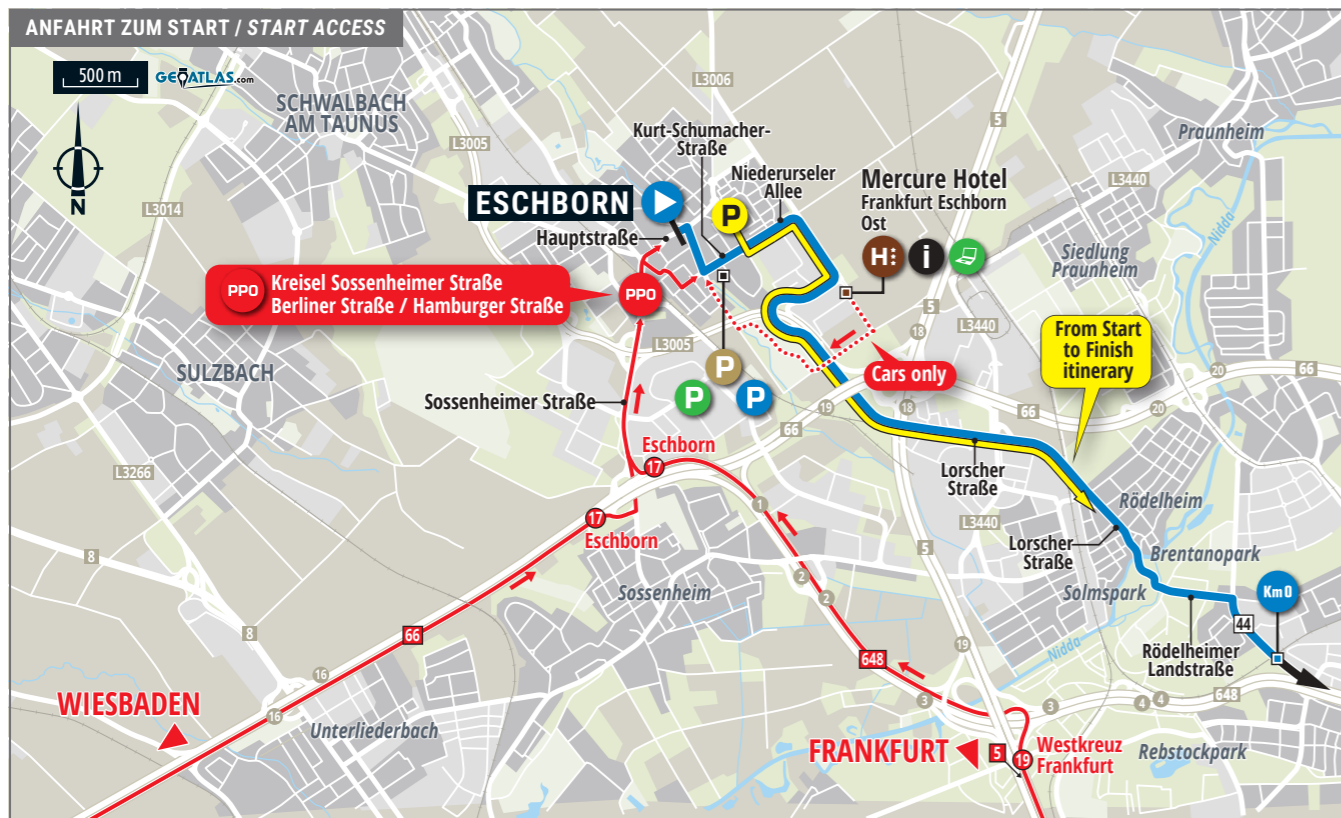 ANFAHRT ZUM START / START ACCESS
500 m
GEOATLAS.com
N
SCHWALBACH
AM TAUNUS
L3006
L3005
L3014
5
Praunheim
L3440
Nidda
Kurt-Schumacher-
Straße
Niederurseler
Allee
Mercure Hotel
Frankfurt Eschborn
Ost
H
i
P
ESCHBORN
Hauptstraße
Siedlung
Praunheim
PPO
Kreisel Sossenheimer Straße
Berliner Straße / Hamburger Straße
PPO
5
18
L3440
L3005
From Start
to Finish
itinerary
SULZBACH
P
P
P
Cars only
20
66
Sossenheimer Straße
19
18
66
20
66
Eschborn
17
L3266
Lorscher
Straße
17
Eschborn
1
L3440
Rödelheim
Lorscher
Straße
8
5
Brentanopark
2
Sossenheim
2
Solmspark
Km0
8
66
44
19
Nidda
648
Rödelheimer
Landstraße
16
648
WIESBADEN
16
Unterliederbach
3
3
4
4
FRANKFURT
5
19
Westkreuz
Frankfurt
Rebstockpark